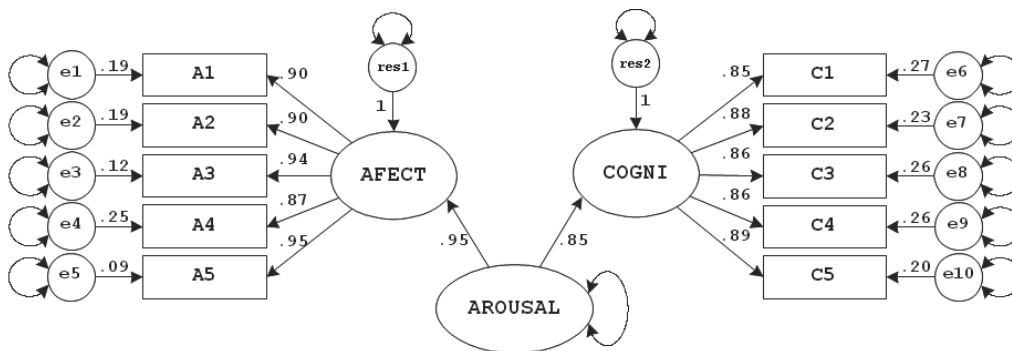 e1 .19 A1 .90 res1 res2 .85 C1 .27 e6
1 1
e2 .19 A2 .90 .88 C2 .23 e7
e3 .12 A3 .94 AFECT COGNI .86 C3 .26 e8
e4 .25 A4 .87 .86 C4 .26 e9
e5 .09 A5 .95 .95 .85 .89 C5 .20 e10
AROUSAL